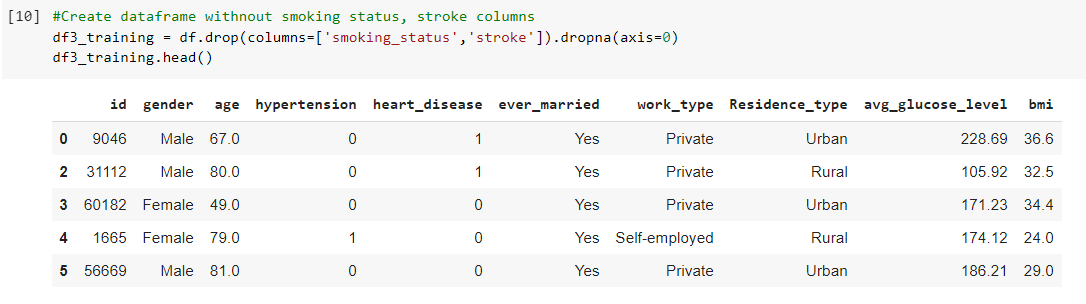 [10] #Create dataframe withnout smoking status, stroke columns
df3_training = df.drop(columns=['smoking_status','stroke']).dropna(axis=0)
df3_training.head()
id gender age hypertension heart_disease ever_married work_type Residence_type avg_glucose_level bmi
0 9046 Male 67.0 0 1 Yes Private Urban 228.69 36.6
2 31112 Male 80.0 0 1 Yes Private Rural 105.92 32.5
3 60182 Female 49.0 0 0 Yes Private Urban 171.23 34.4
4 1665 Female 79.0 1 0 Yes Self-employed Rural 174.12 24.0
5 56669 Male 81.0 0 0 Yes Private Urban 186.21 29.0